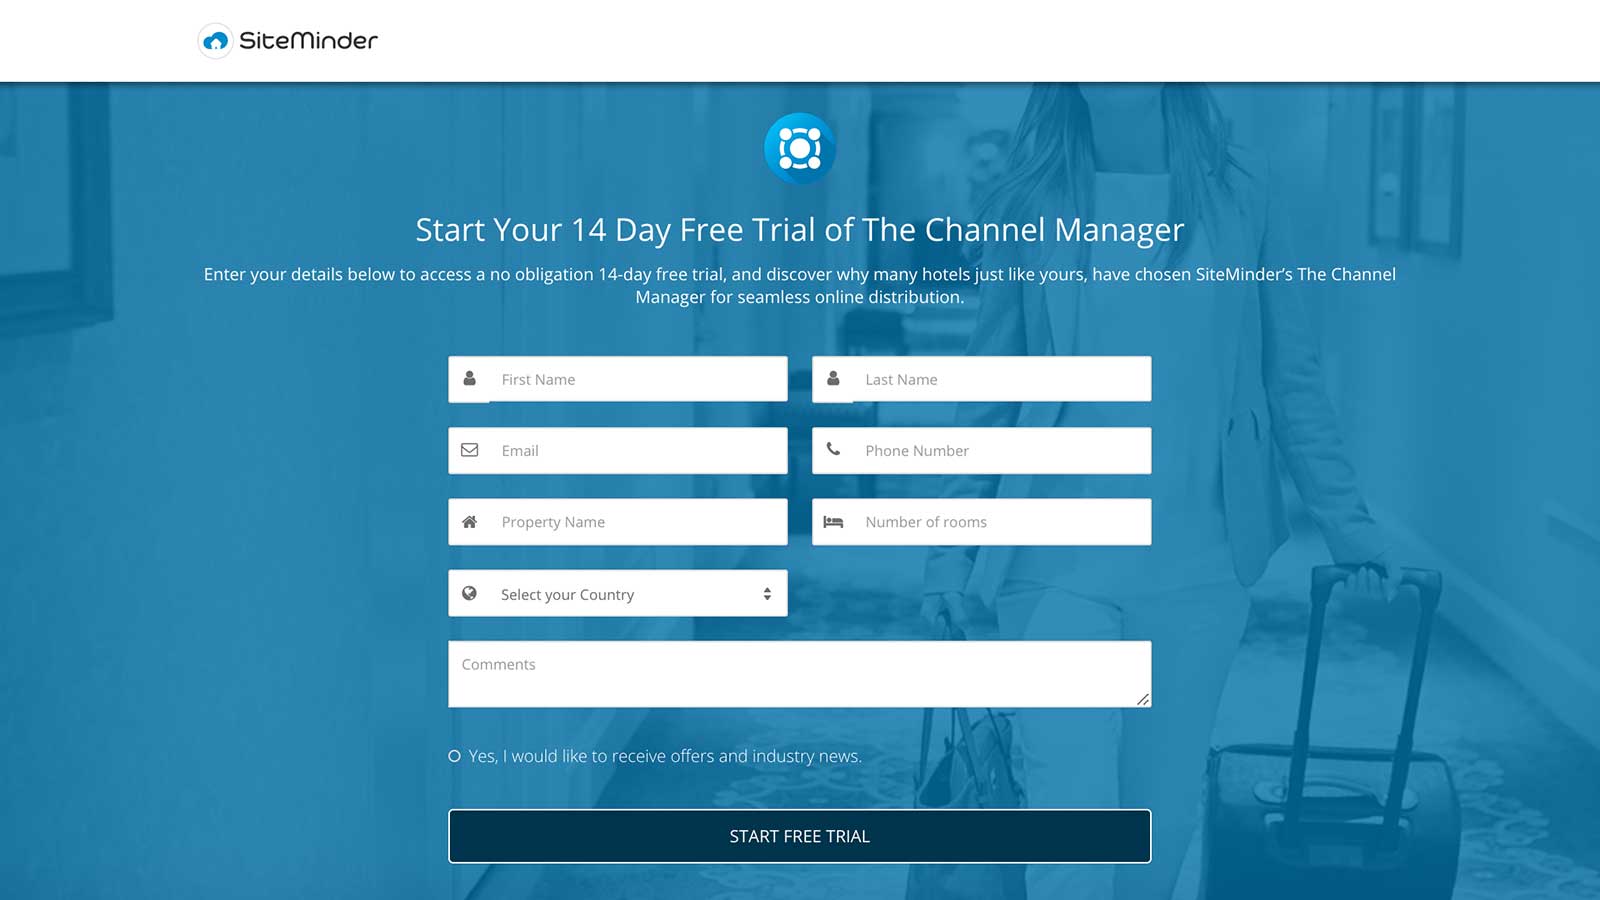 SiteMinder
Start Your 14 Day Free Trial of The Channel Manager
Enter your details below to access a no obligation 14-day free trial, and discover why many hotels just like yours, have chosen SiteMinder’s The Channel
Manager for seamless online distribution.
First Name
Last Name
Email
Phone Number
Property Name
Number of rooms
Select your Country
Comments
Yes, I would like to receive offers and industry news.
START FREE TRIAL